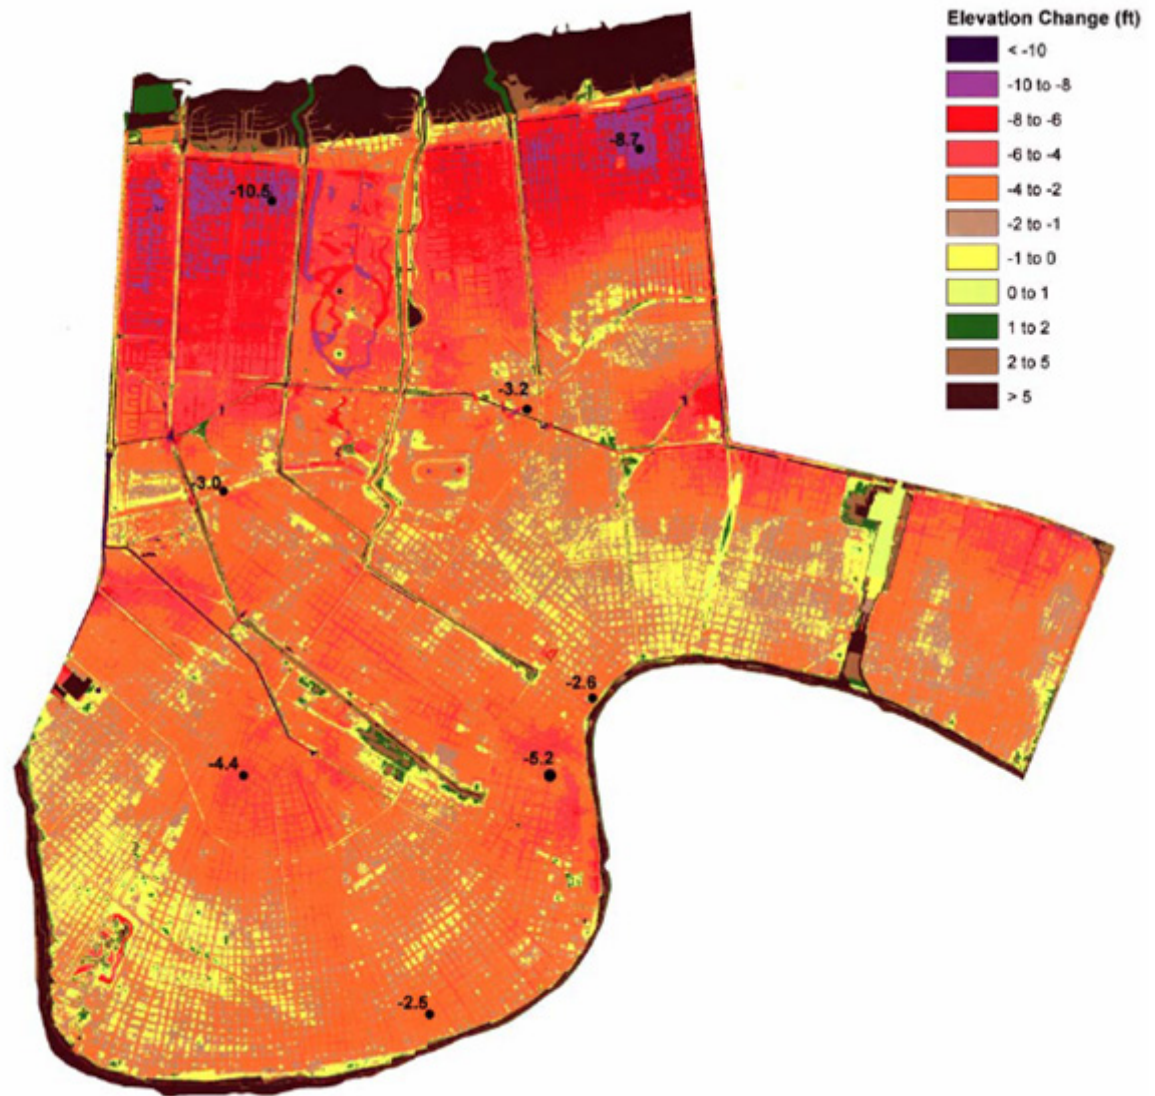 Elevation Change (ft)
< -10
-10 to -8
-8 to -6
-6 to -4
-4 to -2
-2 to -1
-1 to 0
0 to 1
1 to 2
2 to 5
> 5
-8.7
-10.5
-3.2
-3.0
-2.6
-4.4
-5.2
-2.5